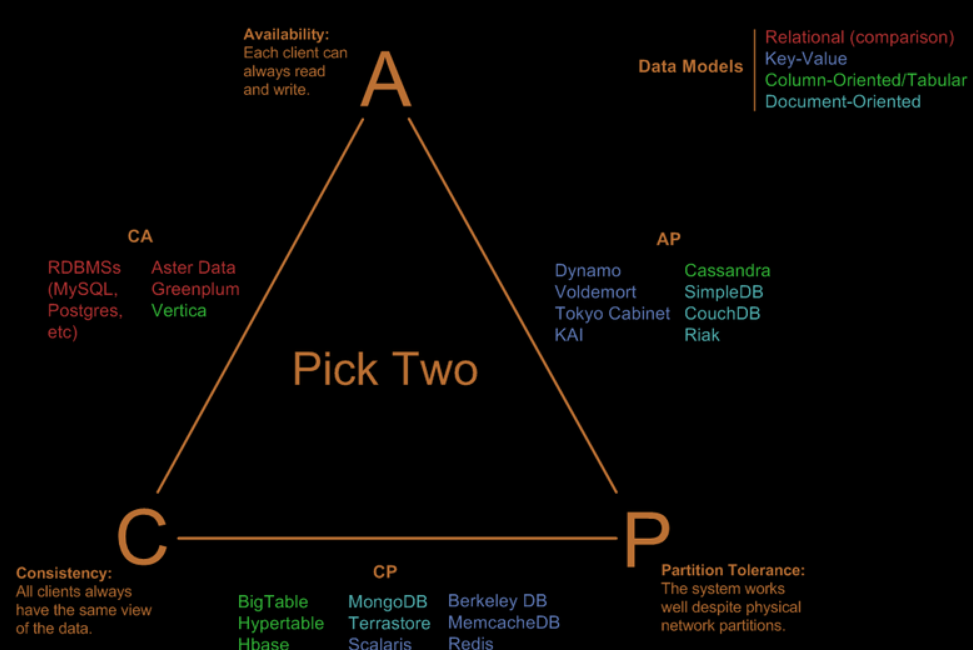 Availability:
Each client can
always read
and write.
A
Data Models
Relational (comparison)
Key-Value
Column-Oriented/Tabular
Document-Oriented
CA
RDBMSs
(MySQL,
Postgres,
etc)
Aster Data
Greenplum
Vertica
AP
Dynamo
Voldemort
Tokyo Cabinet
KAI
Cassandra
SimpleDB
CouchDB
Riak
Pick Two
C
Consistency:
All clients always
have the same view
of the data.
P
Partition Tolerance:
The system works
well despite physical
network partitions.
CP
BigTable
Hypertable
Hbase
MongoDB
Terrastore
Scalaris
Berkeley DB
MemcacheDB
Redis